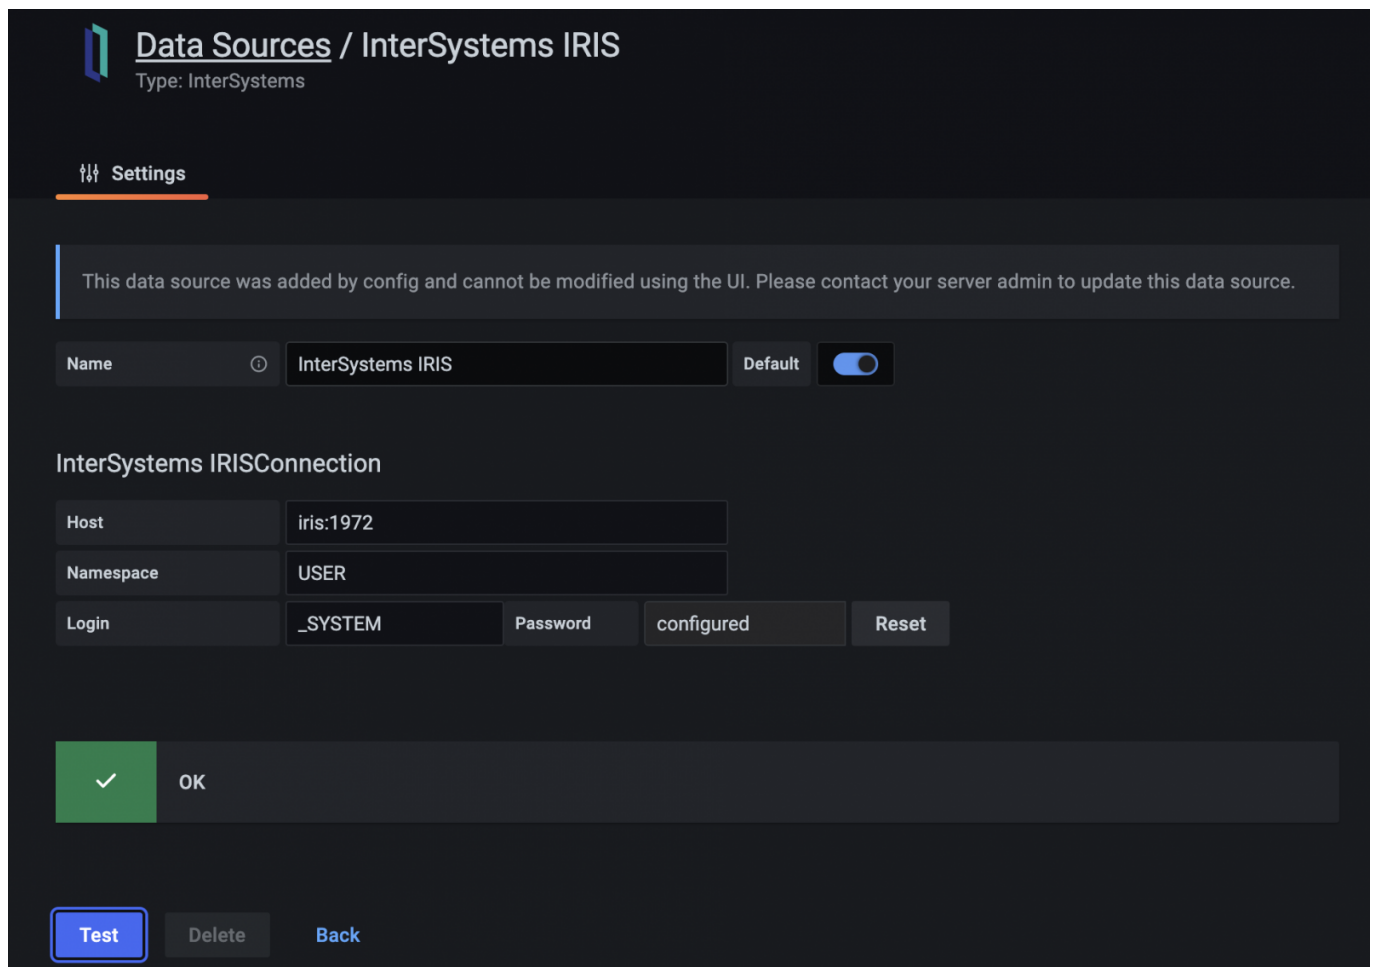 Data Sources / InterSystems IRIS
Type: InterSystems
Settings
This data source was added by config and cannot be modified using the UI. Please contact your server admin to update this data source.
Name InterSystems IRIS Default
InterSystems IRISConnection
Host iris:1972
Namespace USER
Login _SYSTEM Password configured Reset
OK
Test Delete Back